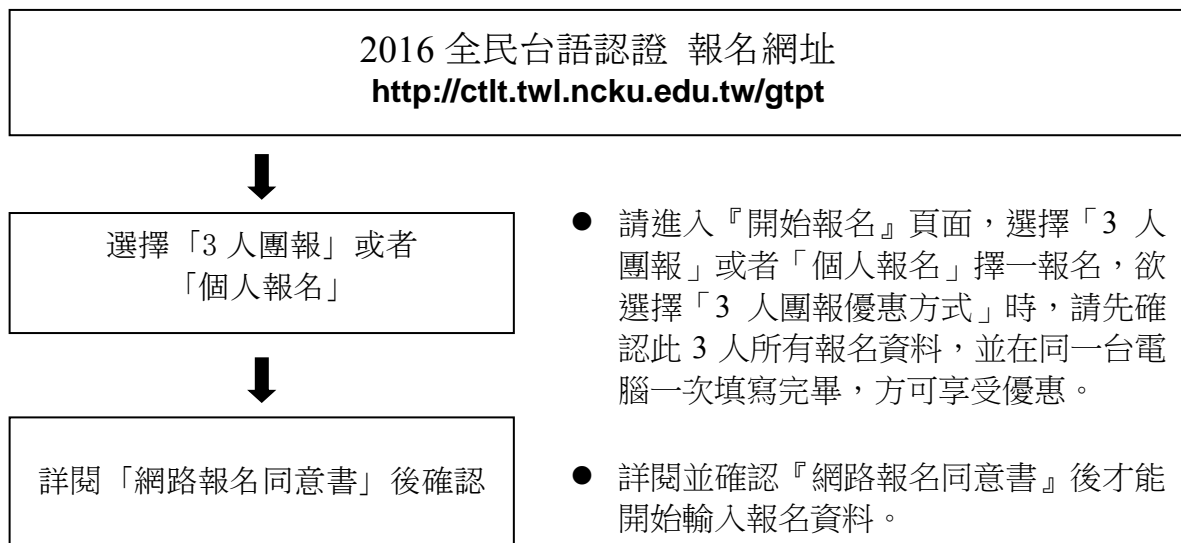 2016 全民台語認證 報名網址
http://ctlt.twl.ncku.edu.tw/gtpt
選擇「3 人團報」或者
「個人報名」
● 請進入『開始報名』頁面，選擇「3 人
團報」或者「個人報名」擇一報名，欲
選擇「3 人團報優惠方式」時，請先確
認此 3 人所有報名資料，並在同一台電
腦一次填寫完畢，方可享受優惠。
詳閱「網路報名同意書」後確認
● 詳閱並確認『網路報名同意書』後才能
開始輸入報名資料。